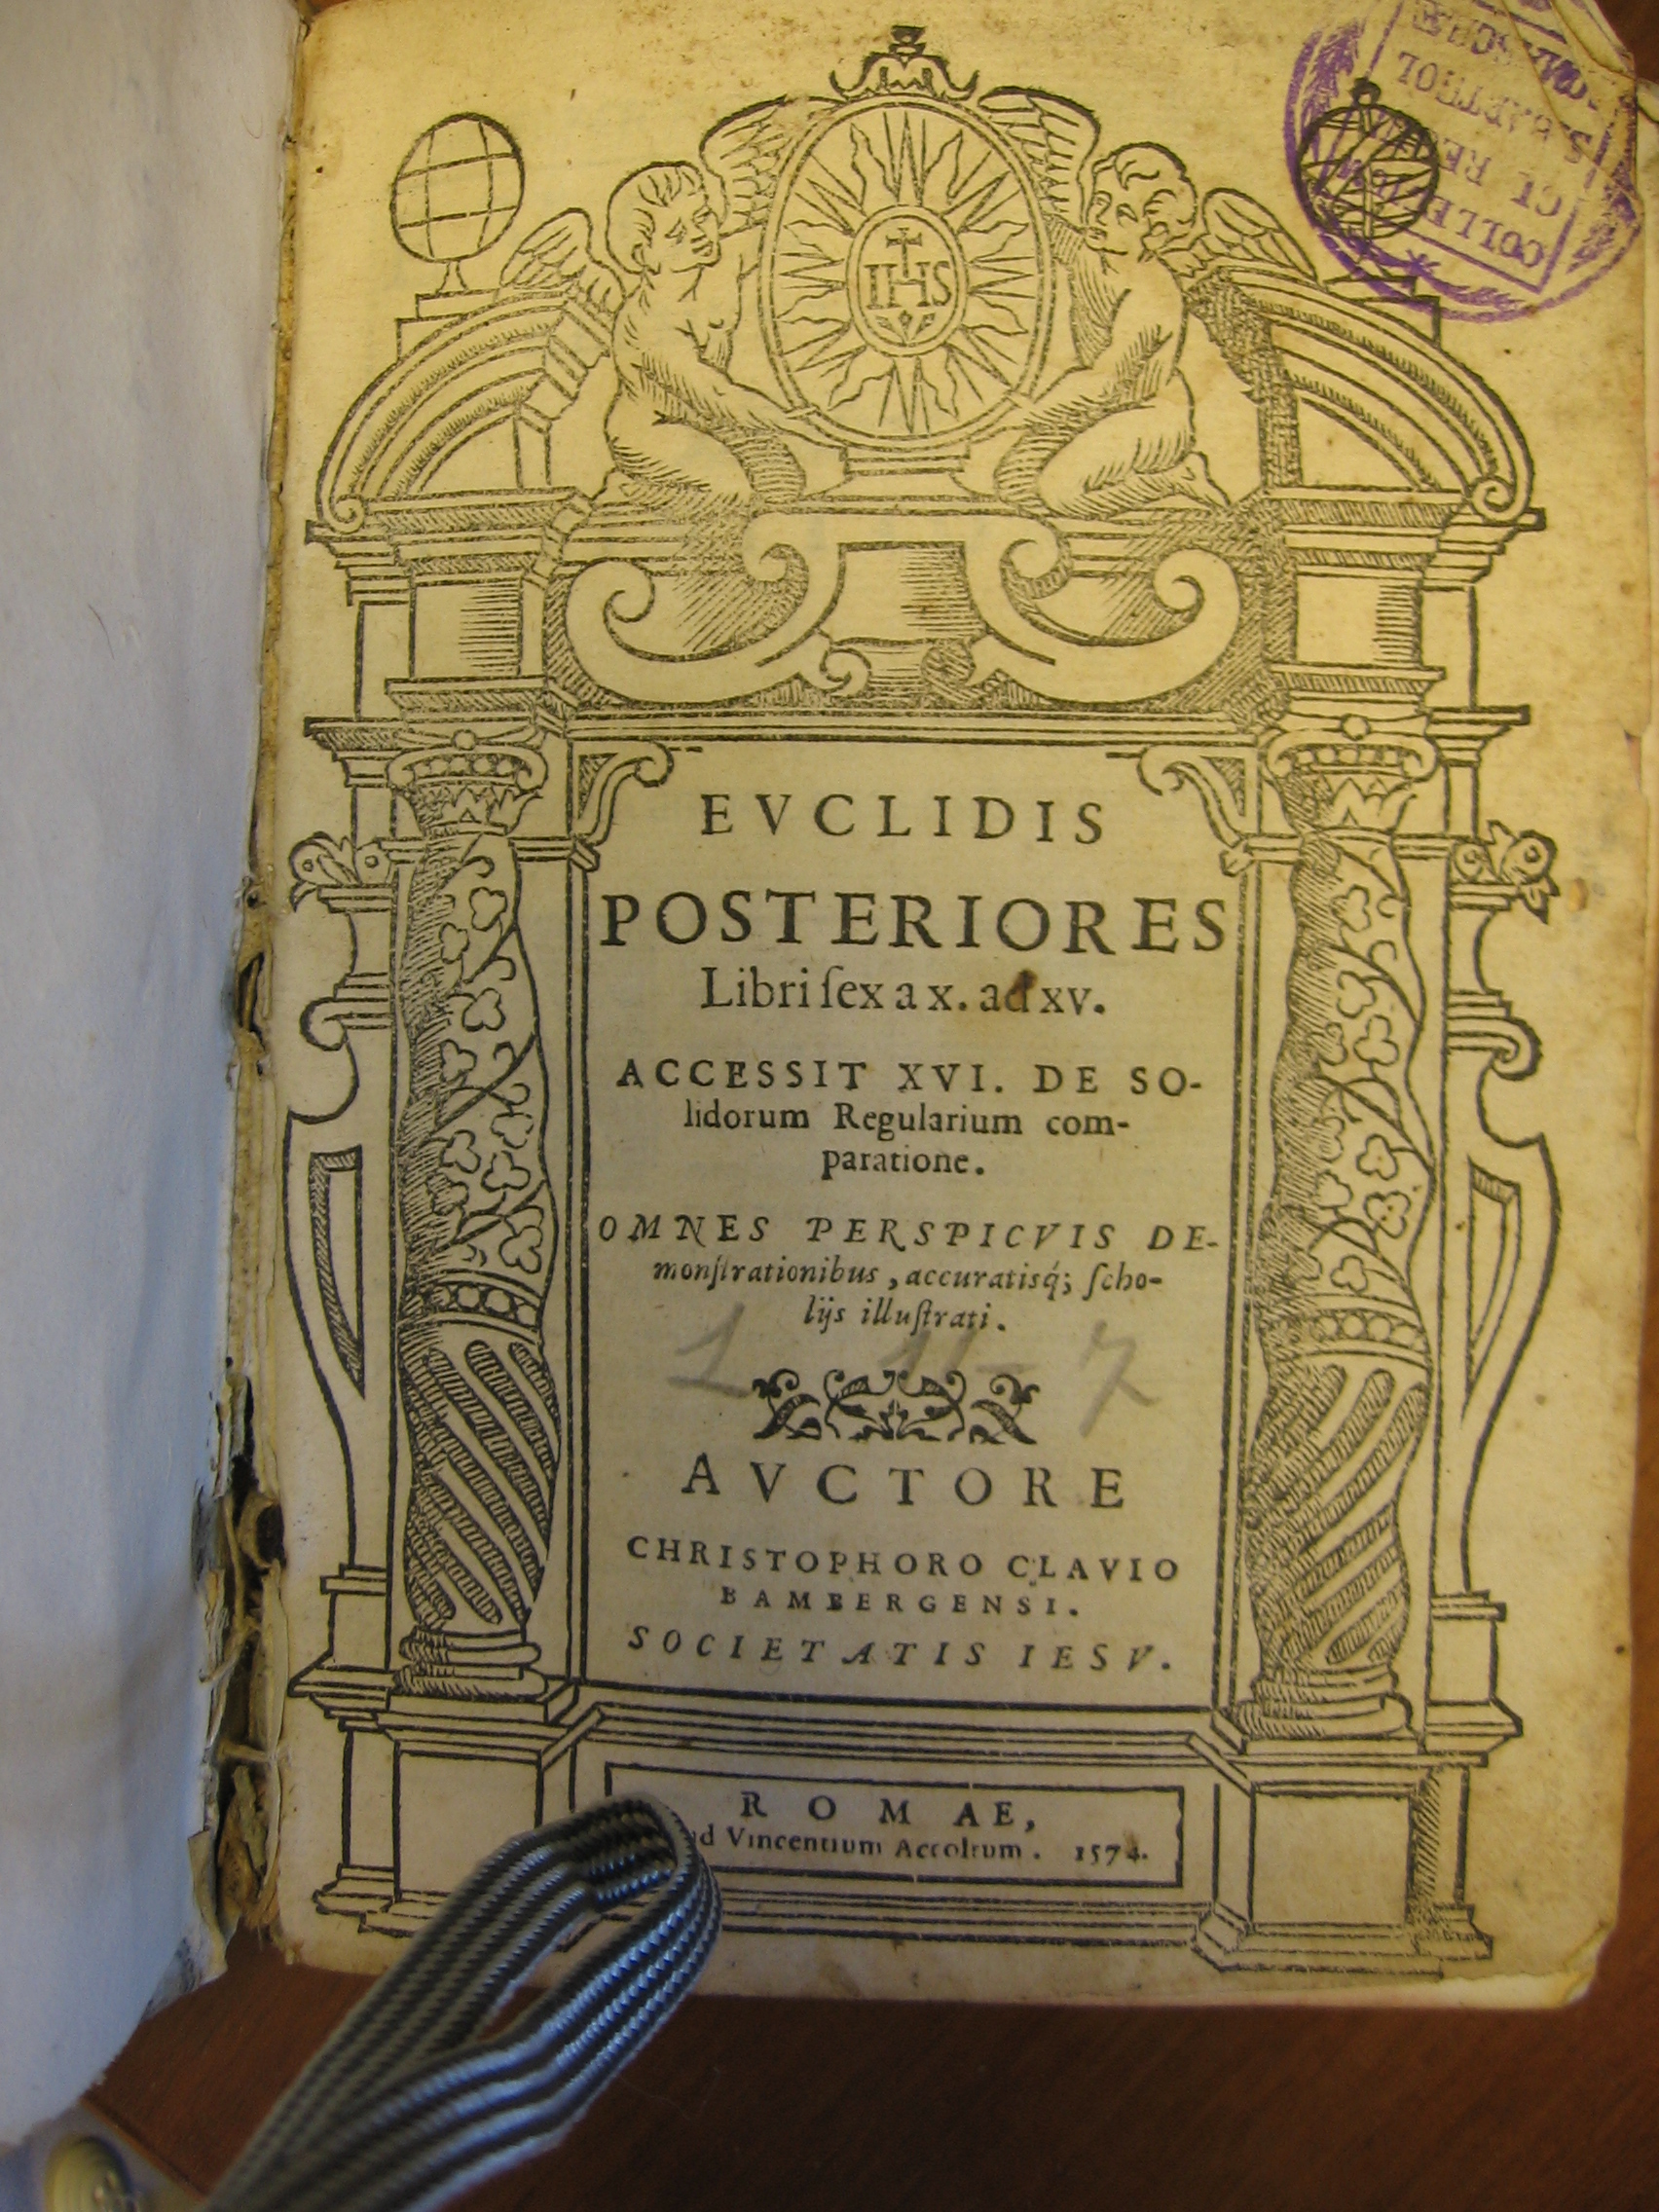 IHS
EVCLIDIS
POSTERIORES
Libri ſex a x. ad xv.
ACCESSIT XVI. DE SO-
lidorum Regularium com-
paratione.
OMNES PERSPICVIS DE-
monſtrationibus, accuratisq́; ſcho-
lijs illuſtrati.
AVCTORE
CHRISTOPHORO CLAVIO
BAMBERGENSI.
SOCIETATIS IESV.
ROMAE,
Vincentium Accoltum. 1574.